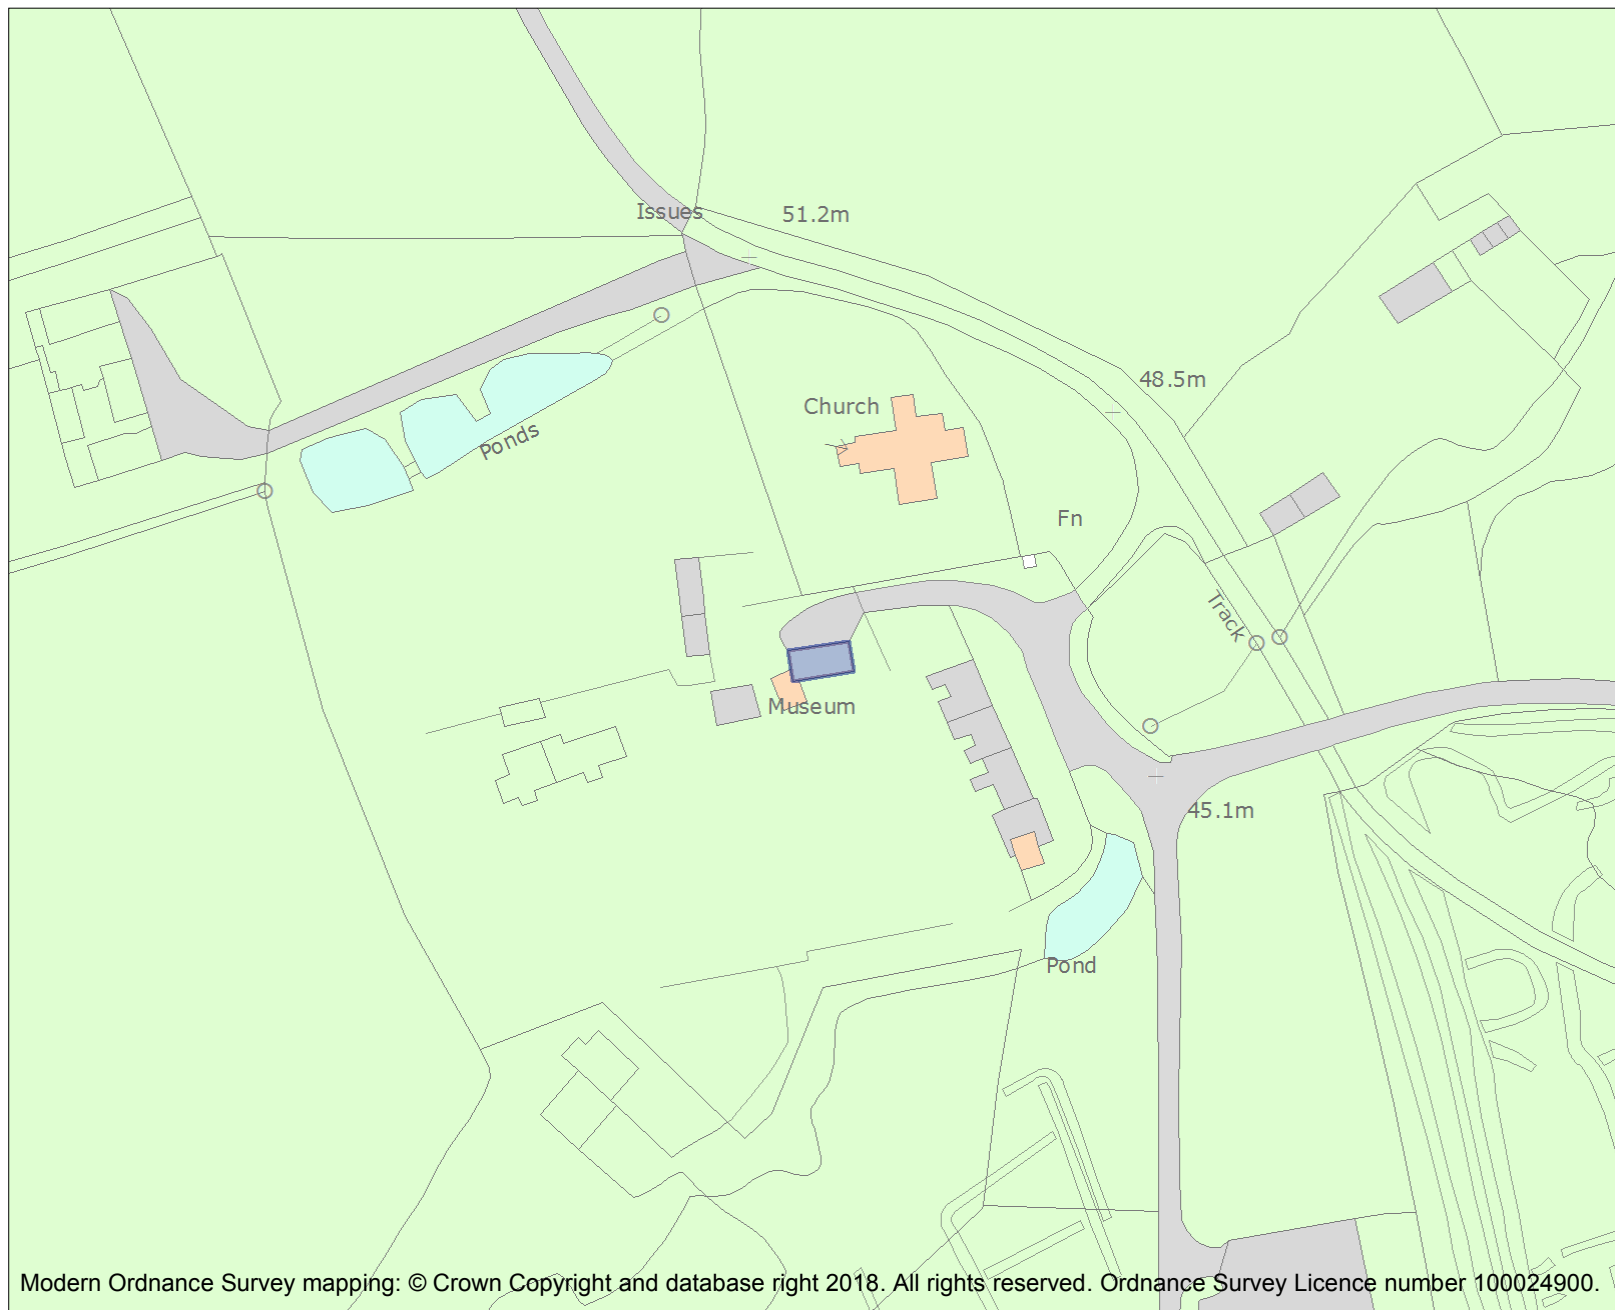 Issues
51.2m
48.5m
Church
Ponds
Fn
Track
Museum
45.1m
Pond
Modern Ordnance Survey mapping: © Crown Copyright and database right 2018. All rights reserved. Ordnance Survey Licence number 100024900.